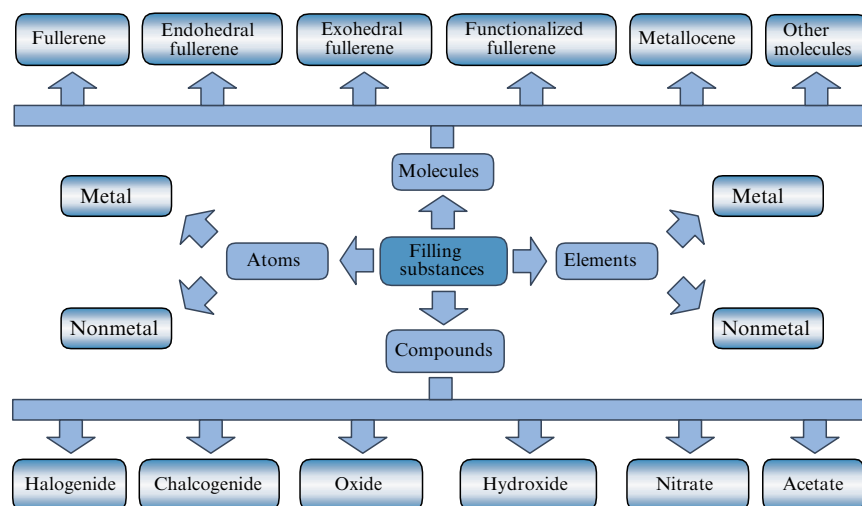 Fullerene
Endohedral
fullerene
Exohedral
fullerene
Functionalized
fullerene
Metallocene
Other
molecules
Molecules
Metal
Metal
Atoms
Filling
substances
Elements
Nonmetal
Nonmetal
Compounds
Halogenide
Chalcogenide
Oxide
Hydroxide
Nitrate
Acetate